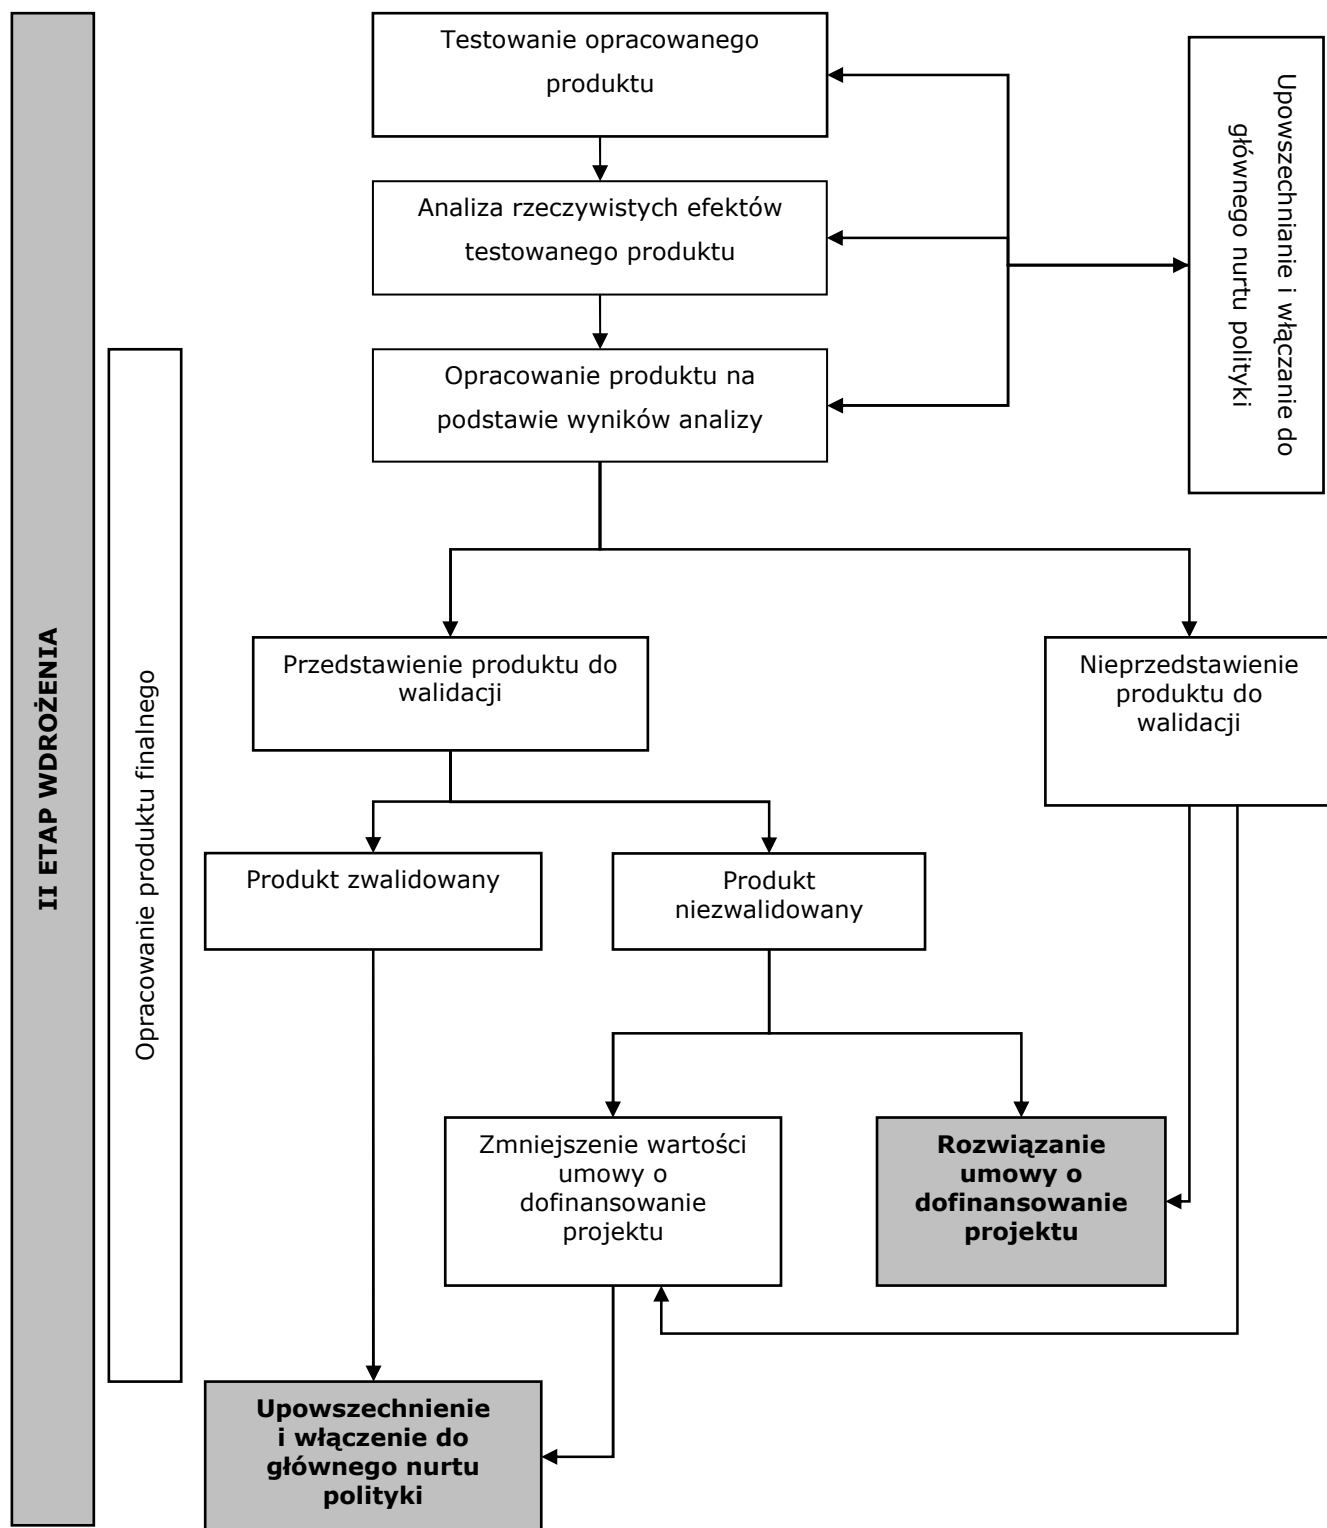 Testowanie opracowanego
produktu
Upowszechnianie i włączanie do
głównego nurtu polityki
Analiza rzeczywistych efektów
testowanego produktu
Opracowanie produktu na
podstawie wyników analizy
II ETAP WDROŻENIA
Opracowanie produktu finalnego
Przedstawienie produktu do
walidacji
Nieprzedstawienie
produktu do
walidacji
Produkt zwalidowany
Produkt
niezwalidowany
Zmniejszenie wartości
umowy o
dofinansowanie
projektu
Rozwiązanie
umowy o
dofinansowanie
projektu
Upowszechnienie
i włączenie do
głównego nurtu
polityki